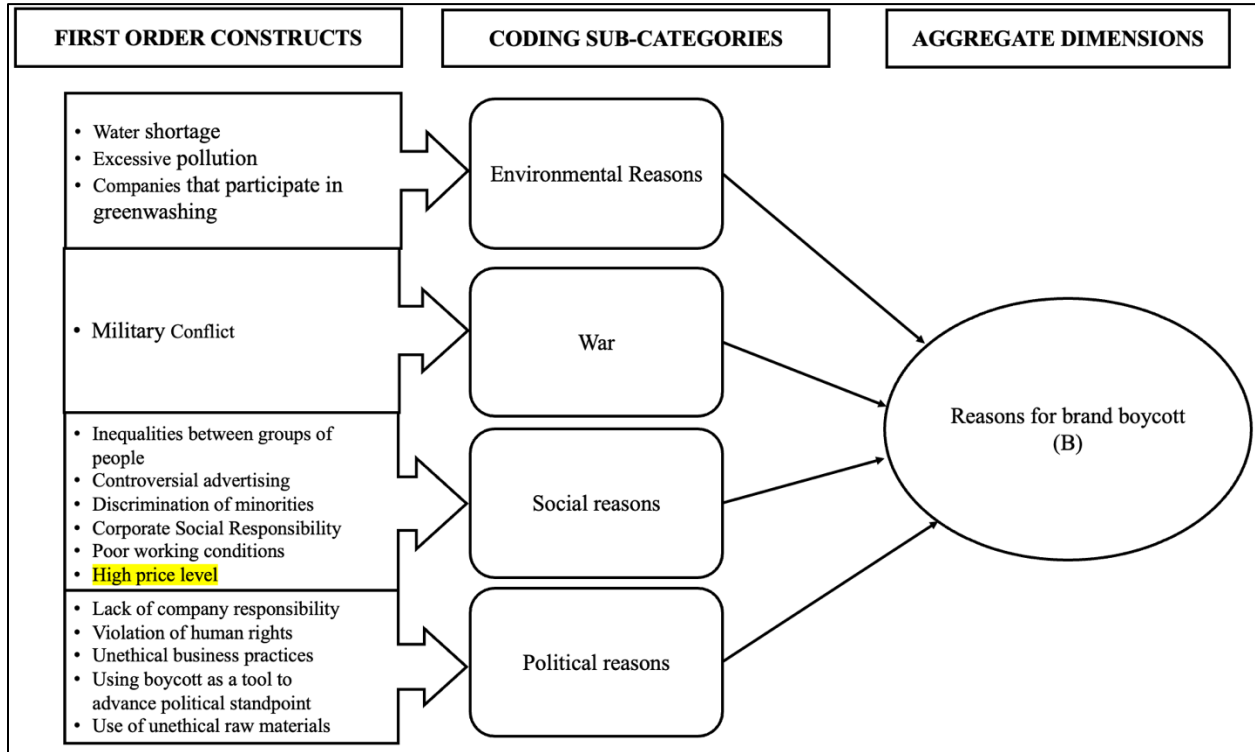 FIRST ORDER CONSTRUCTS
CODING SUB-CATEGORIES
AGGREGATE DIMENSIONS
• Water shortage
• Excessive pollution
• Companies that participate in
greenwashing
Environmental Reasons
• Military Conflict
War
• Inequalities between groups of
people
• Controversial advertising
• Discrimination of minorities
• Corporate Social Responsibility
• Poor working conditions
• High price level
Social reasons
• Lack of company responsibility
• Violation of human rights
• Unethical business practices
• Using boycott as a tool to
advance political standpoint
• Use of unethical raw materials
Political reasons
Reasons for brand boycott
(B)